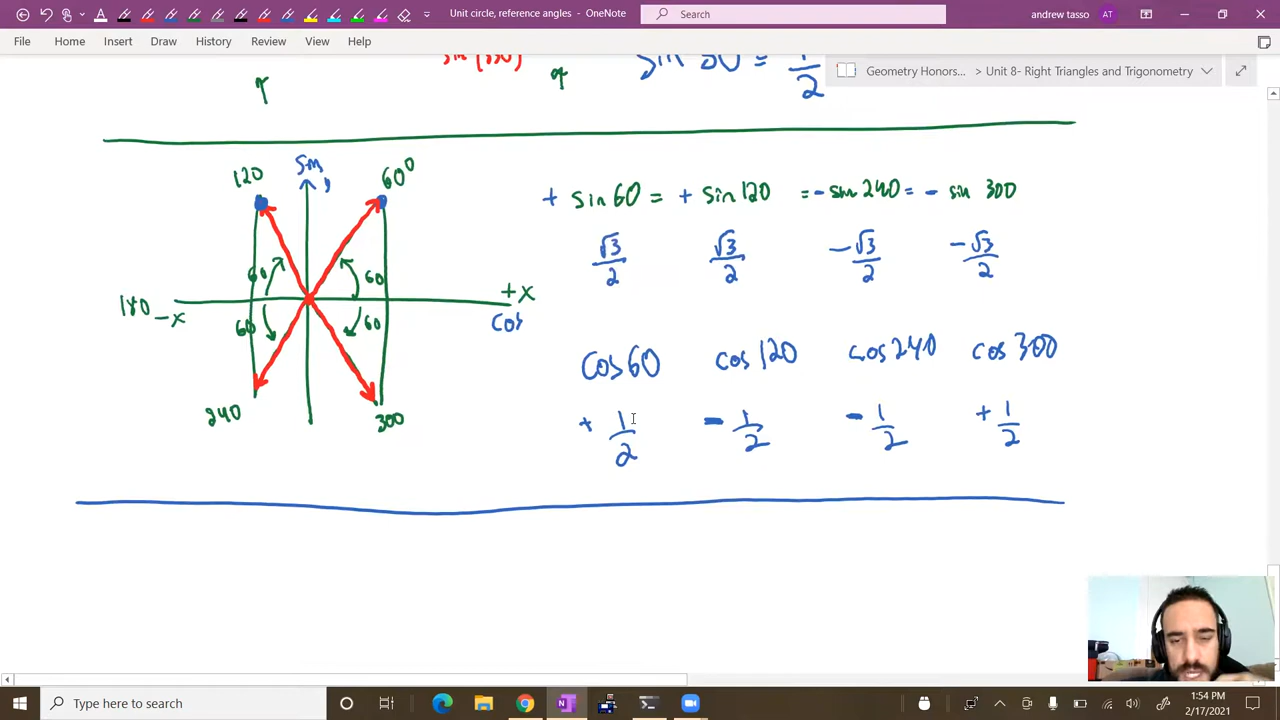 Unit circle, reference angles - OneNote
Search
andrew tasso AT
File Home Insert Draw History Review View Help
Geometry Honors... > Unit 8- Right Triangles and Trigonometry
sin 30 = 1/2
120 sin 60°
+ sin 60 = + sin 120 = - sin 240 = - sin 300
√3/2 √3/2 -√3/2 -√3/2
60 60
180 -x +x
60 60 cos
cos 60 cos 120 cos 240 cos 300
240 300
+ 1/2 - 1/2 - 1/2 + 1/2
Type here to search
1:54 PM
2/17/2021